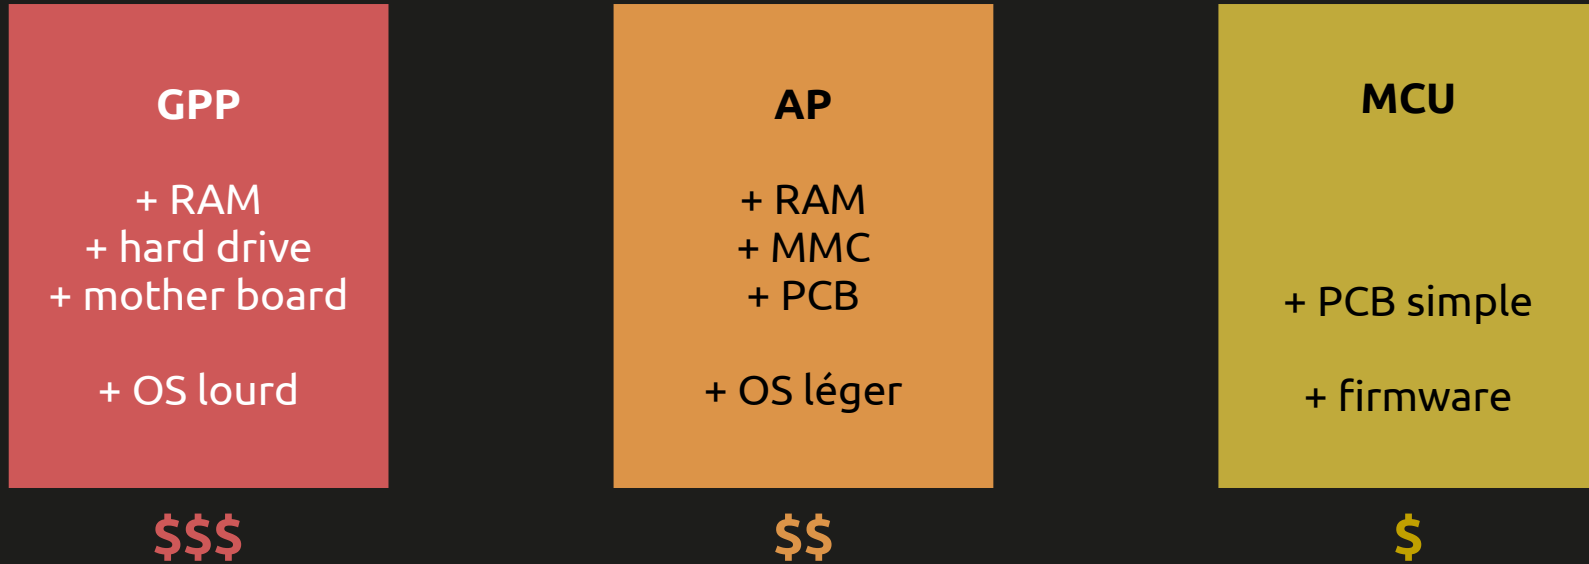 GPP
+ RAM
+ hard drive
+ mother board
+ OS lourd
$$$
AP
+ RAM
+ MMC
+ PCB
+ OS léger
$$
MCU
+ PCB simple
+ firmware
$